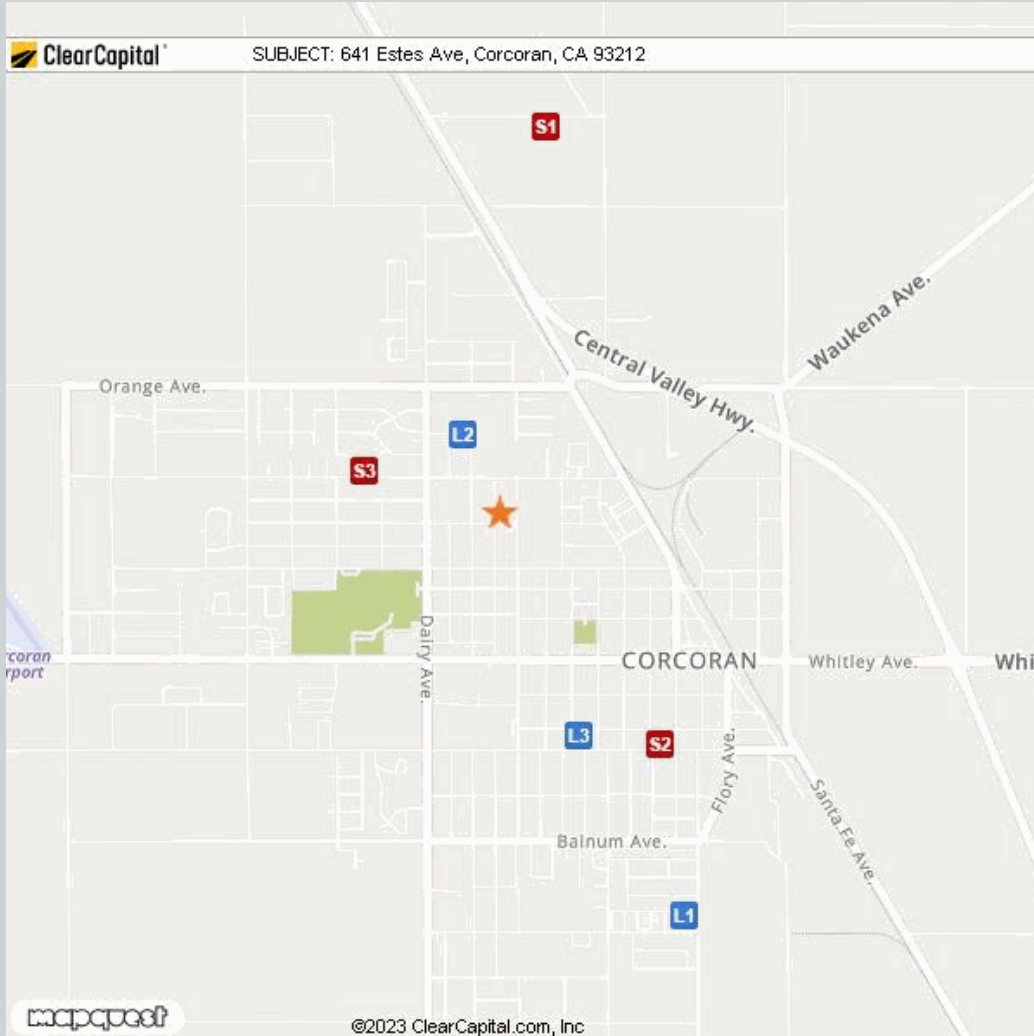 ClearCapital SUBJECT: 641 Estes Ave, Corcoran, CA 93212
S1
Waukena Ave.
Central Valley Hwy.
Orange Ave.
L2
S3
Dairy Ave.
CORCORAN
Whitley Ave.
Whi
rcoran
rport
L3
S2
Flory Ave.
Santa Fe Ave.
Balnum Ave.
L1
mapquest
©2023 ClearCapital.com, Inc